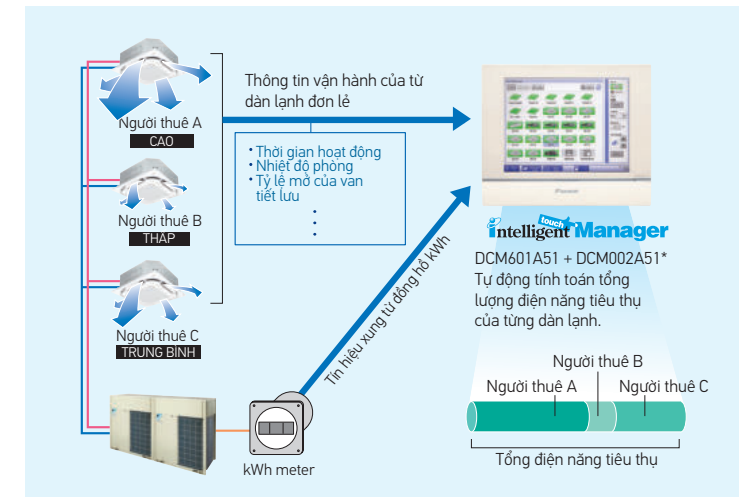 Thông tin vận hành của từ
dàn lạnh đơn lẻ
Người thuê A
CAO
• Thời gian hoạt động
• Nhiệt độ phòng
• Tỷ lệ mở của van
tiết lưu
Người thuê B
THẤP
Người thuê C
TRUNG BÌNH
Tín hiệu xung từ đồng hồ kWh
kWh meter
intelligent touch Manager
DCM601A51 + DCM002A51*
Tự động tính toán tổng
lượng điện năng tiêu thụ
của từng dàn lạnh.
Người thuê B
Người thuê A
Người thuê C
Tổng điện năng tiêu thụ